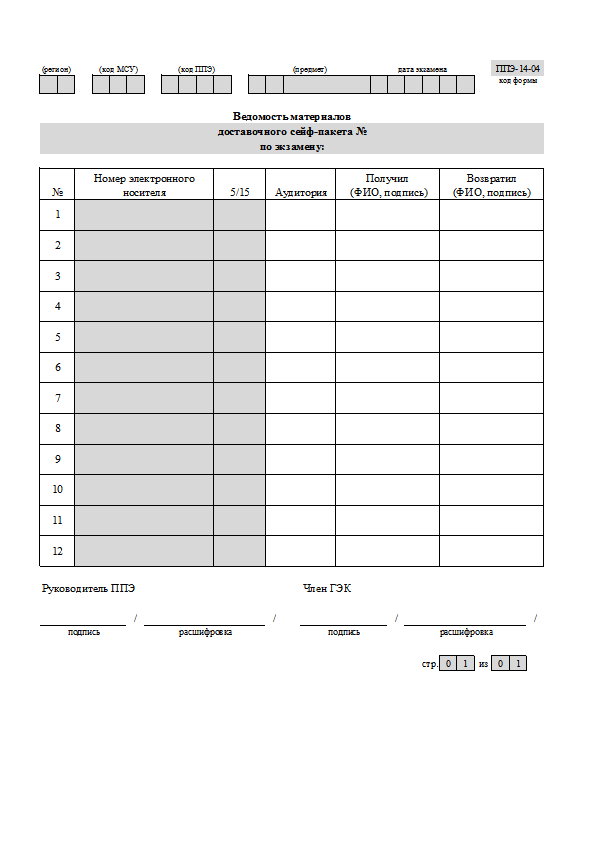 (регион) (код МСУ) (код ППЭ) (предмет) дата экзамена ППЭ-14-04
код формы
Ведомость материалов
доставочного сейф-пакета №
по экзамену:
№ Номер электронного носителя 5/15 Аудитория Получил (ФИО, подпись) Возвратил (ФИО, подпись)
1
2
3
4
5
6
7
8
9
10
11
12
Руководитель ППЭ Член ГЭК
/ / / /
подпись расшифровка подпись расшифровка
стр. 0 1 из 0 1